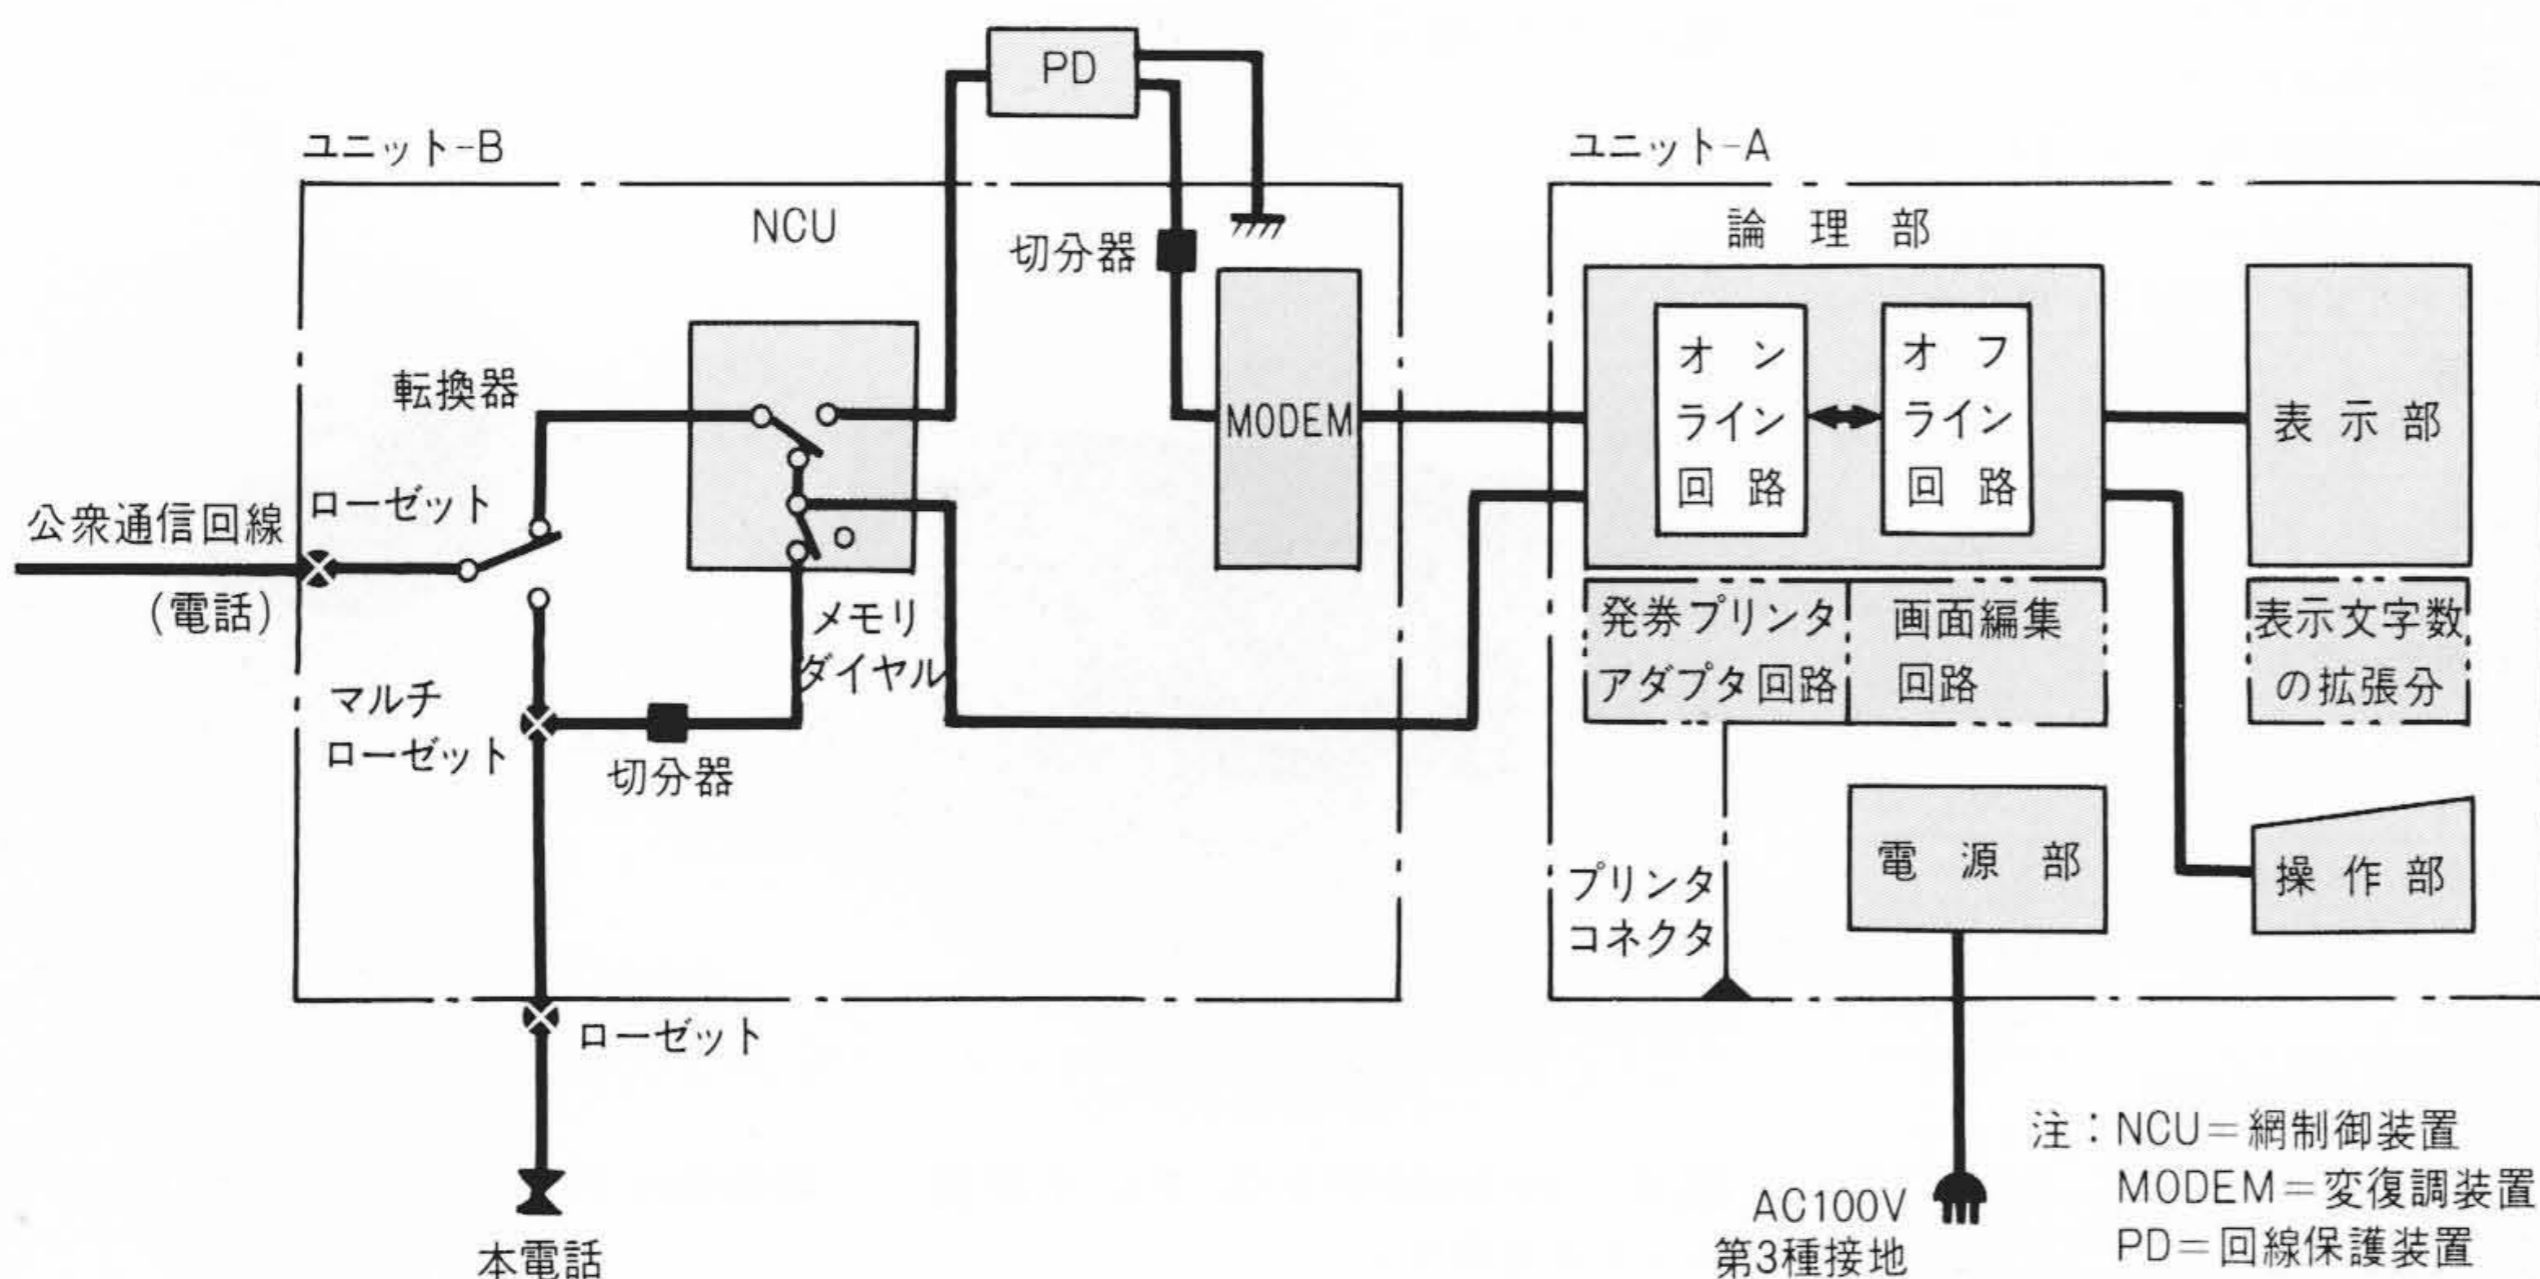 PD
ユニット-B
NCU
切分器
MODEM
転換器
ローゼット
公衆通信回線
(電話)
メモリ
ダイヤル
マルチ
ローゼット
切分器
ローゼット
本電話
ユニット-A
論理部
オン
ライン
回路
オフ
ライン
回路
表示部
発券プリンタ
アダプタ回路
画面編集
回路
表示文字数
の拡張分
電源部
操作部
プリンタ
コネクタ
AC100V
第3種接地
注:NCU=網制御装置
MODEM=変復調装置
PD=回線保護装置